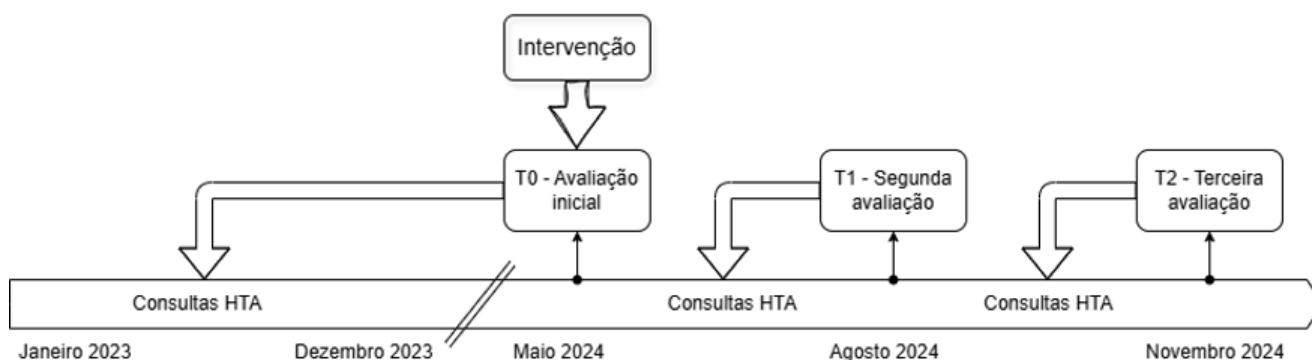 Intervenção
T0 - Avaliação
inicial
T1 - Segunda
avaliação
T2 - Terceira
avaliação
Consultas HTA
Consultas HTA
Consultas HTA
Janeiro 2023
Dezembro 2023
Maio 2024
Agosto 2024
Novembro 2024